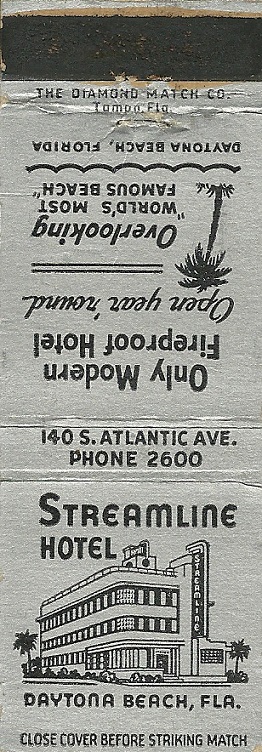 THE DIAMOND MATCH CO.
Tampa, Fla.
Only Modern
Fireproof Hotel
Open year 'round
Overlooking
"WORLD'S MOST
FAMOUS BEACH"
DAYTONA BEACH, FLORIDA
140 S. ATLANTIC AVE.
PHONE 2600
STREAMLINE
HOTEL
STREAMLINE
DAYTONA BEACH, FLA.
CLOSE COVER BEFORE STRIKING MATCH